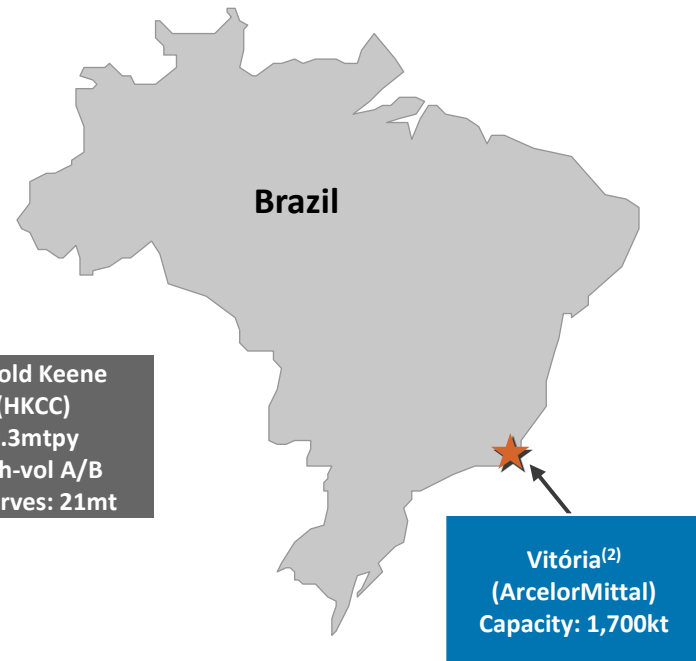 Brazil
old Keene
(HKCC)
.3mtpy
h-vol A/B
rves: 21mt
Vitória(2)
(ArcelorMittal)
Capacity: 1,700kt